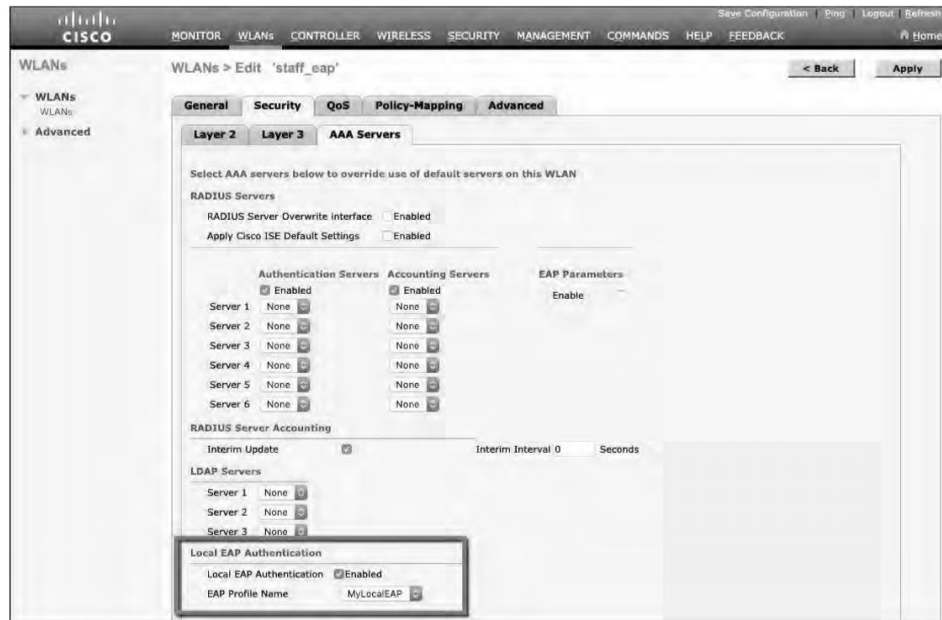 Save Configuration | Ping | Logout | Refresh
CISCO
MONITOR WLANs CONTROLLER WIRELESS SECURITY MANAGEMENT COMMANDS HELP FEEDBACK Home
WLANs
WLANs > Edit 'staff_eap'
< Back Apply
WLANs
WLANs
Advanced
General Security QoS Policy-Mapping Advanced
Layer 2 Layer 3 AAA Servers
Select AAA servers below to override use of default servers on this WLAN
RADIUS Servers
RADIUS Server Overwrite interface Enabled
Apply Cisco ISE Default Settings Enabled
Authentication Servers Accounting Servers EAP Parameters
Enabled Enabled Enable
Server 1 None None
Server 2 None None
Server 3 None None
Server 4 None None
Server 5 None None
Server 6 None None
RADIUS Server Accounting
Interim Update Interim Interval 0 Seconds
LDAP Servers
Server 1 None
Server 2 None
Server 3 None
Local EAP Authentication
Local EAP Authentication Enabled
EAP Profile Name MyLocalEAP